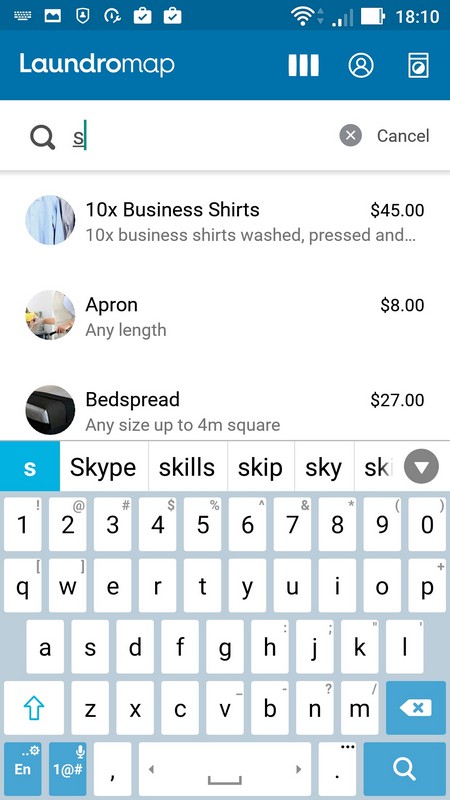 18:10
Laundromap
s
Cancel
10x Business Shirts $45.00
10x business shirts washed, pressed and...
Apron $8.00
Any length
Bedspread $27.00
Any size up to 4m square
s Skype skills skip sky ski
! @ # $ % ^ & * ( )
1 2 3 4 5 6 7 8 9 0
[ ] +
q w e r t y u i o p
: ; " '
a s d f g h j k l
_ - ? /
z x c v b n m
En 1@# , .